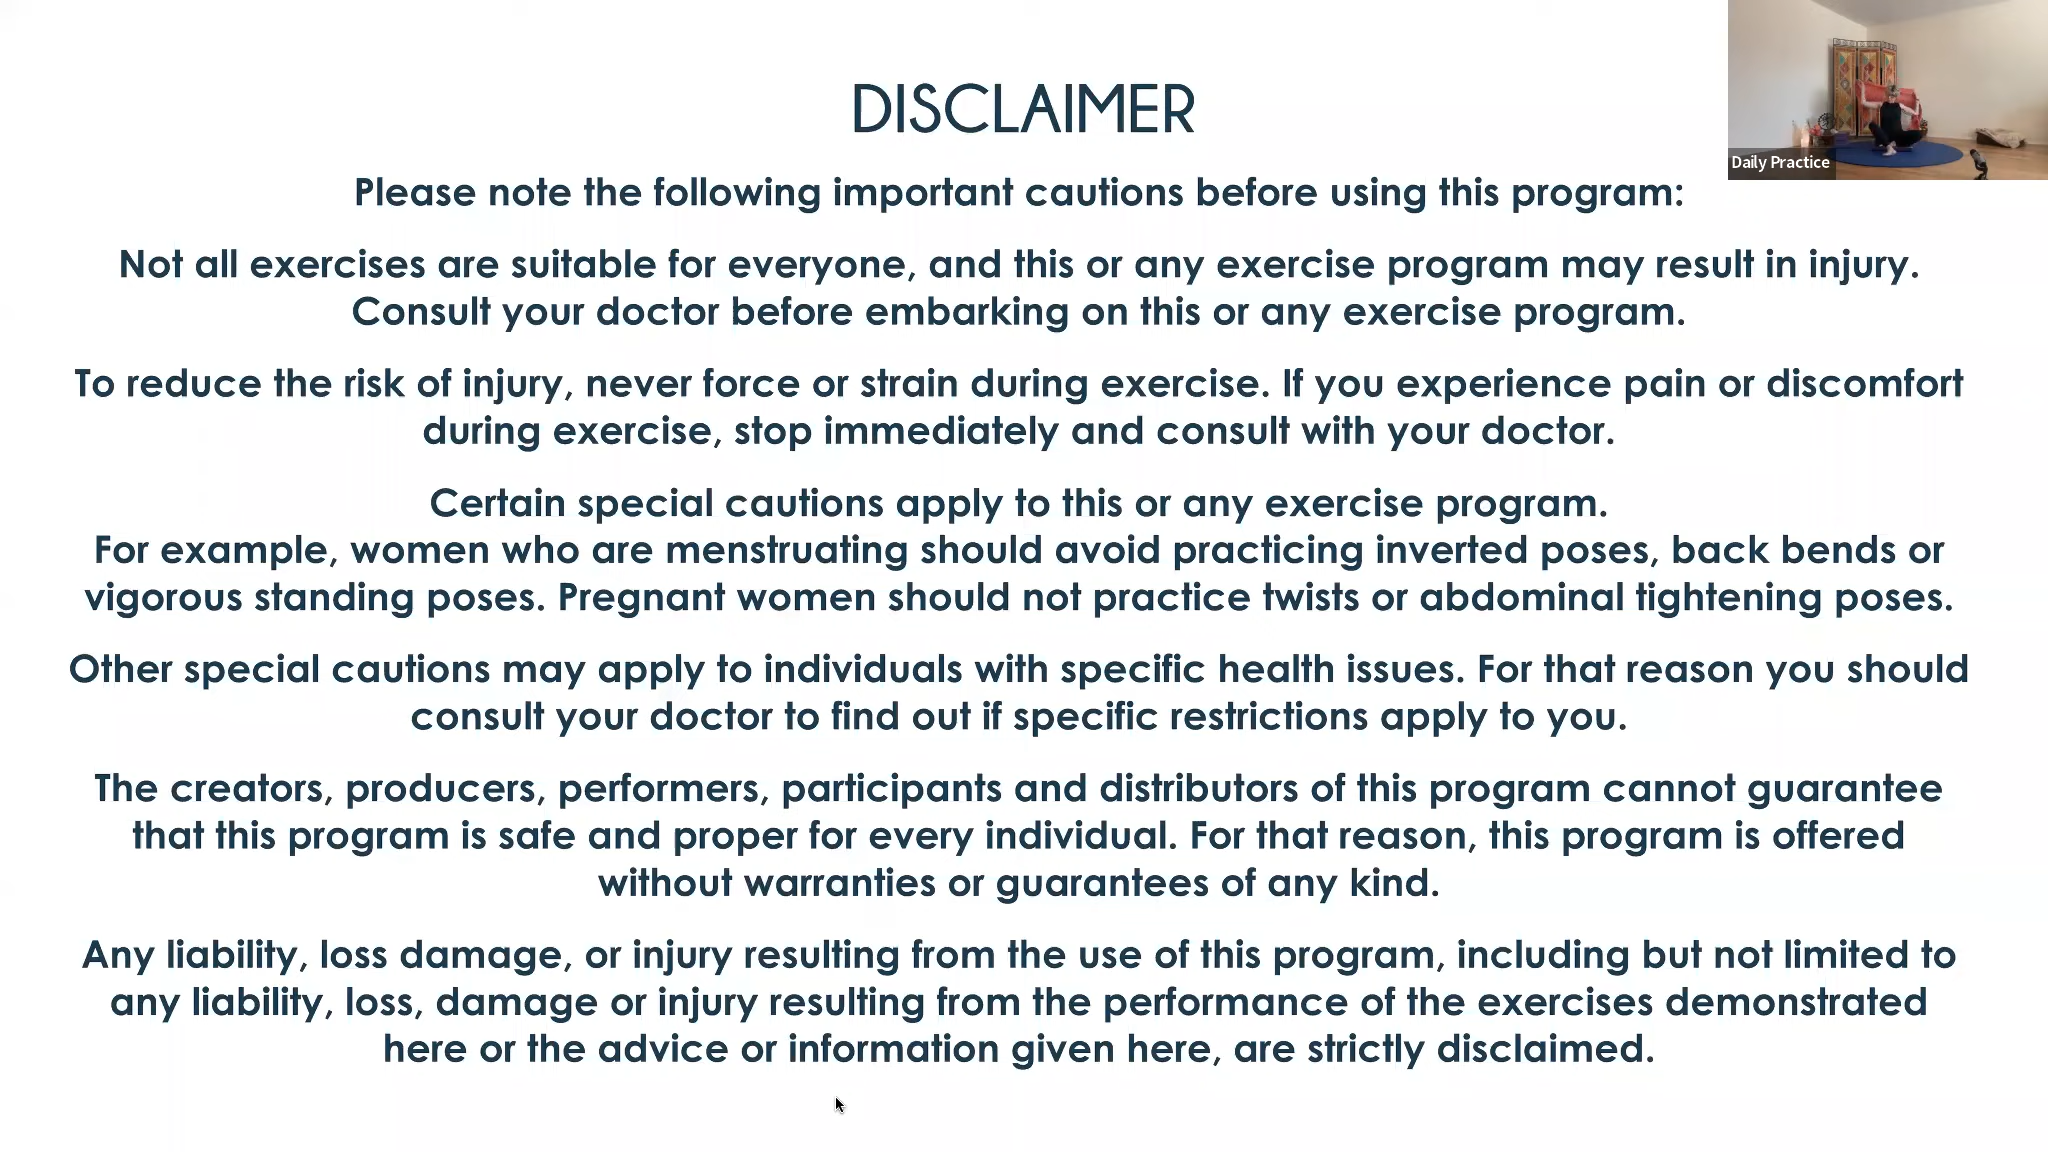 DISCLAIMER
Daily Practice
Please note the following important cautions before using this program:
Not all exercises are suitable for everyone, and this or any exercise program may result in injury.
Consult your doctor before embarking on this or any exercise program.
To reduce the risk of injury, never force or strain during exercise. If you experience pain or discomfort
during exercise, stop immediately and consult with your doctor.
Certain special cautions apply to this or any exercise program.
For example, women who are menstruating should avoid practicing inverted poses, back bends or
vigorous standing poses. Pregnant women should not practice twists or abdominal tightening poses.
Other special cautions may apply to individuals with specific health issues. For that reason you should
consult your doctor to find out if specific restrictions apply to you.
The creators, producers, performers, participants and distributors of this program cannot guarantee
that this program is safe and proper for every individual. For that reason, this program is offered
without warranties or guarantees of any kind.
Any liability, loss damage, or injury resulting from the use of this program, including but not limited to
any liability, loss, damage or injury resulting from the performance of the exercises demonstrated
here or the advice or information given here, are strictly disclaimed.